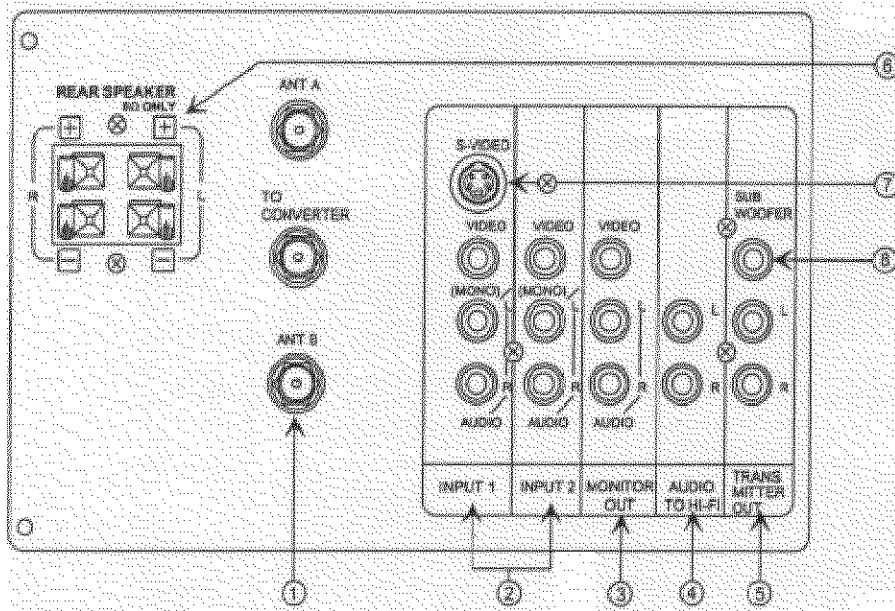 REAR SPEAKER
8Ω ONLY
+ +
R L
− −
ANT A
TO
CONVERTER
ANT B
S-VIDEO
VIDEO VIDEO VIDEO
(MONO) (MONO)
L L L L L
R R R R R
AUDIO AUDIO AUDIO
SUB
WOOFER
INPUT 1
INPUT 2
MONITOR
OUT
AUDIO
TO HI-FI
TRANS
MITTER
OUT
6
7
8
1 2 3 4 5